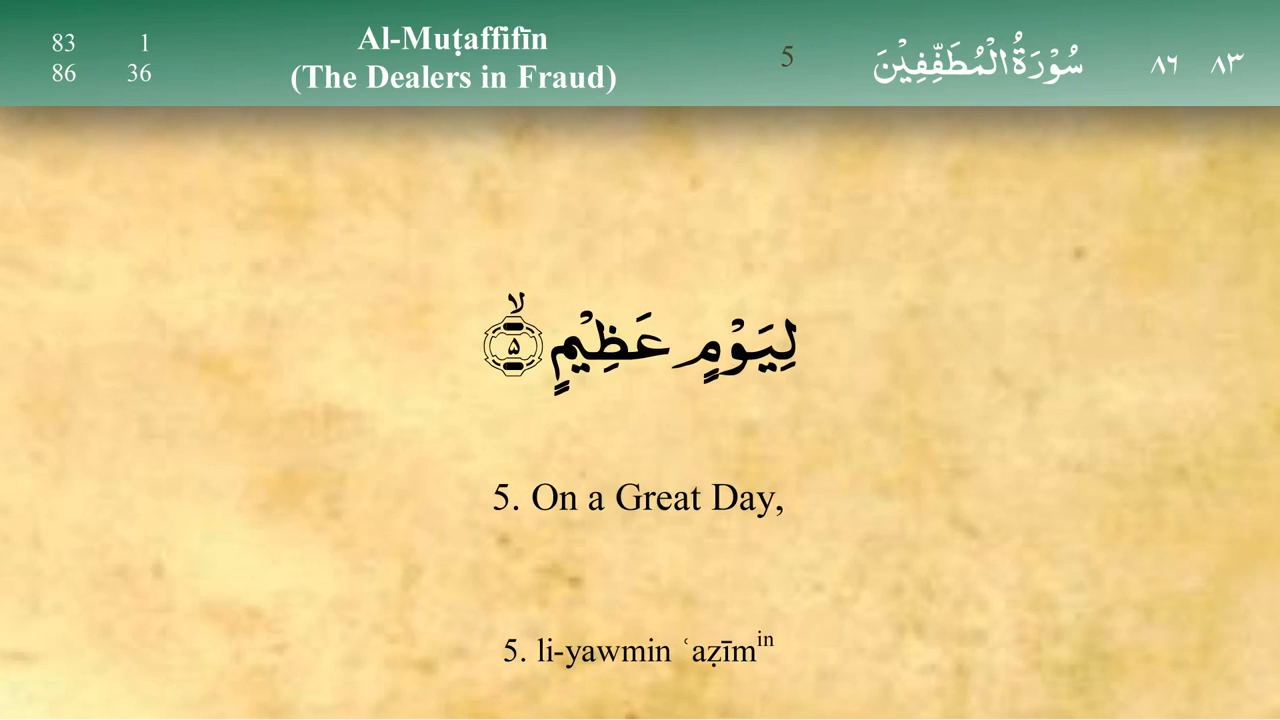 83 1 Al-Muṭaffifīn
86 36 (The Dealers in Fraud)
5 سُوْرَةُ الْمُطَفِّفِيْنَ ٨٦ ٨٣
لِيَوْمٍ عَظِيْمٍ ۙ ۵
5. On a Great Day,
5. li-yawmin ʿaẓīmⁱⁿ